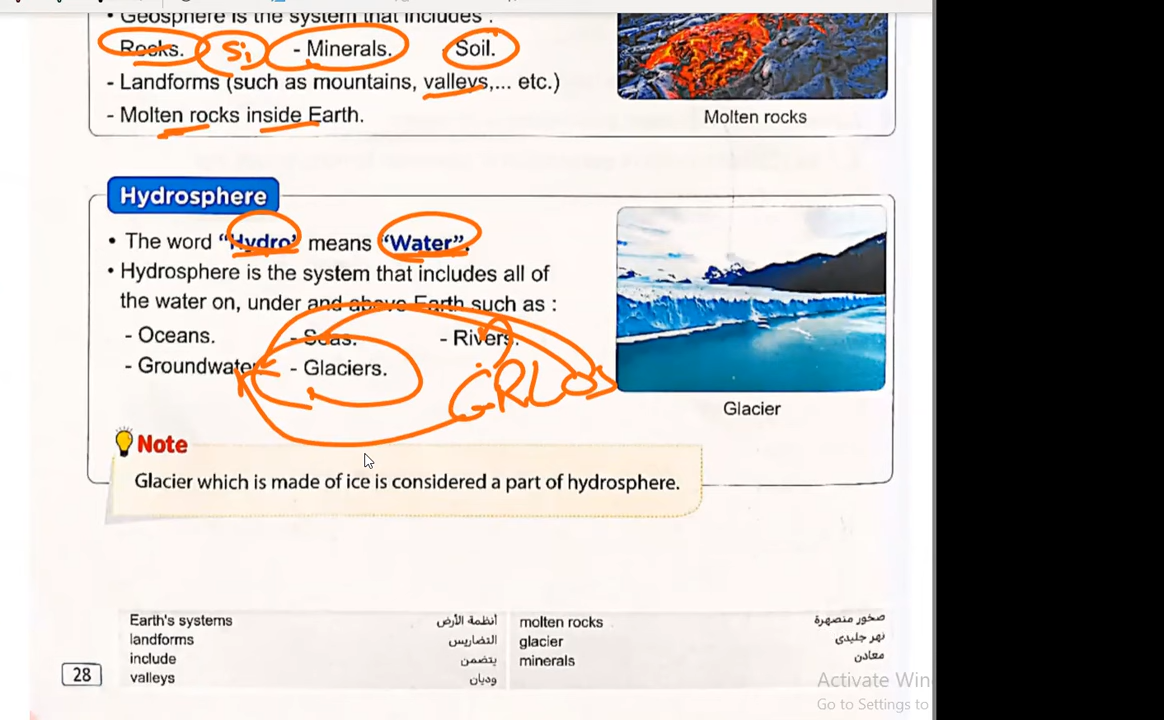 • Geosphere is the system that includes :
- Rocks. Si - Minerals. - Soil.
- Landforms (such as mountains, valleys,... etc.)
- Molten rocks inside Earth.
Molten rocks
Hydrosphere
• The word “Hydro” means “Water”.
• Hydrosphere is the system that includes all of
the water on, under and above Earth such as :
- Oceans. - Seas. - Rivers.
- Groundwater - Glaciers.
GRLOS
Glacier
Note
Glacier which is made of ice is considered a part of hydrosphere.
Earth's systems أنظمة الأرض
landforms التضاريس
include يتضمن
valleys وديان
molten rocks صخور منصهرة
glacier نهر جليدى
minerals معادن
28
Activate Win
Go to Settings to